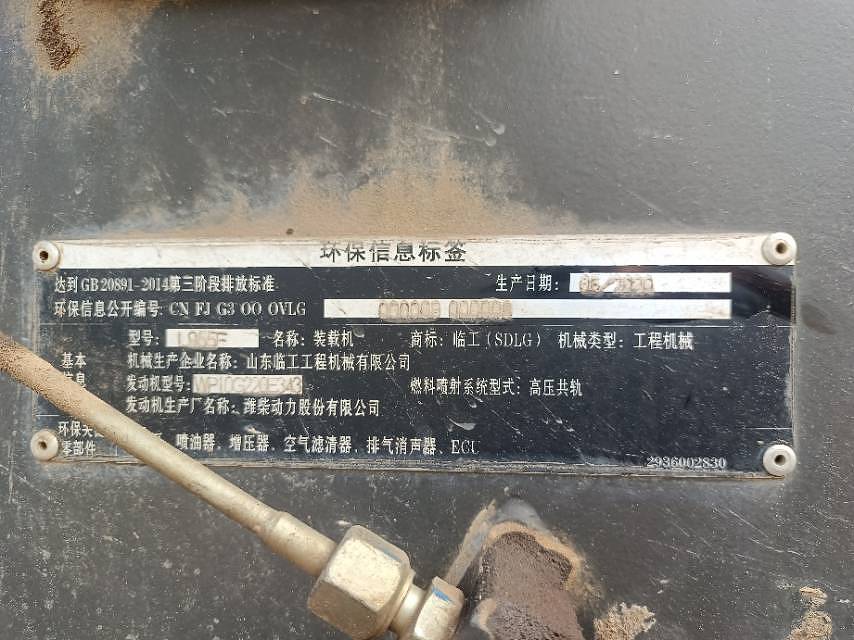 环保信息标签
达到GB20891-2014第三阶段排放标准 生产日期:
环保信息公开编号: CN FJ G3 OO OVLG
型号: L955F 名称: 装载机 商标: 临工(SDLG) 机械类型: 工程机械
基本 机械生产企业名称: 山东临工工程机械有限公司
息 发动机型号: WP10G220E343 燃料喷射系统型式: 高压共轨
发动机生产厂名称: 潍柴动力股份有限公司
环保关
零部件 喷油器、增压器、空气滤清器、排气消声器、ECU
2936002830